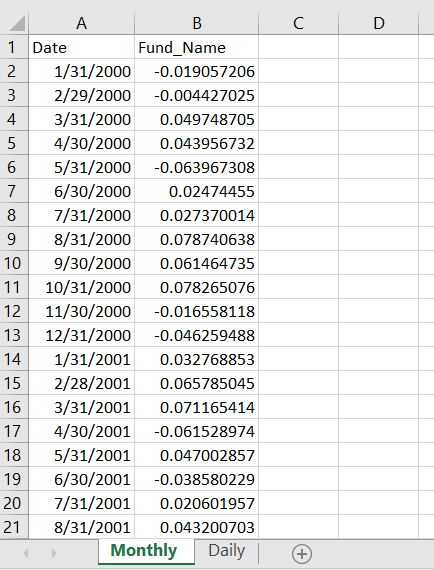 A B C D
1 Date Fund_Name
2 1/31/2000 -0.019057206
3 2/29/2000 -0.004427025
4 3/31/2000 0.049748705
5 4/30/2000 0.043956732
6 5/31/2000 -0.063967308
7 6/30/2000 0.02474455
8 7/31/2000 0.027370014
9 8/31/2000 0.078740638
10 9/30/2000 0.061464735
11 10/31/2000 0.078265076
12 11/30/2000 -0.016558118
13 12/31/2000 -0.046259488
14 1/31/2001 0.032768853
15 2/28/2001 0.065785045
16 3/31/2001 0.071165414
17 4/30/2001 -0.061528974
18 5/31/2001 0.047002857
19 6/30/2001 -0.038580229
20 7/31/2001 0.020601957
21 8/31/2001 0.043200703
Monthly Daily